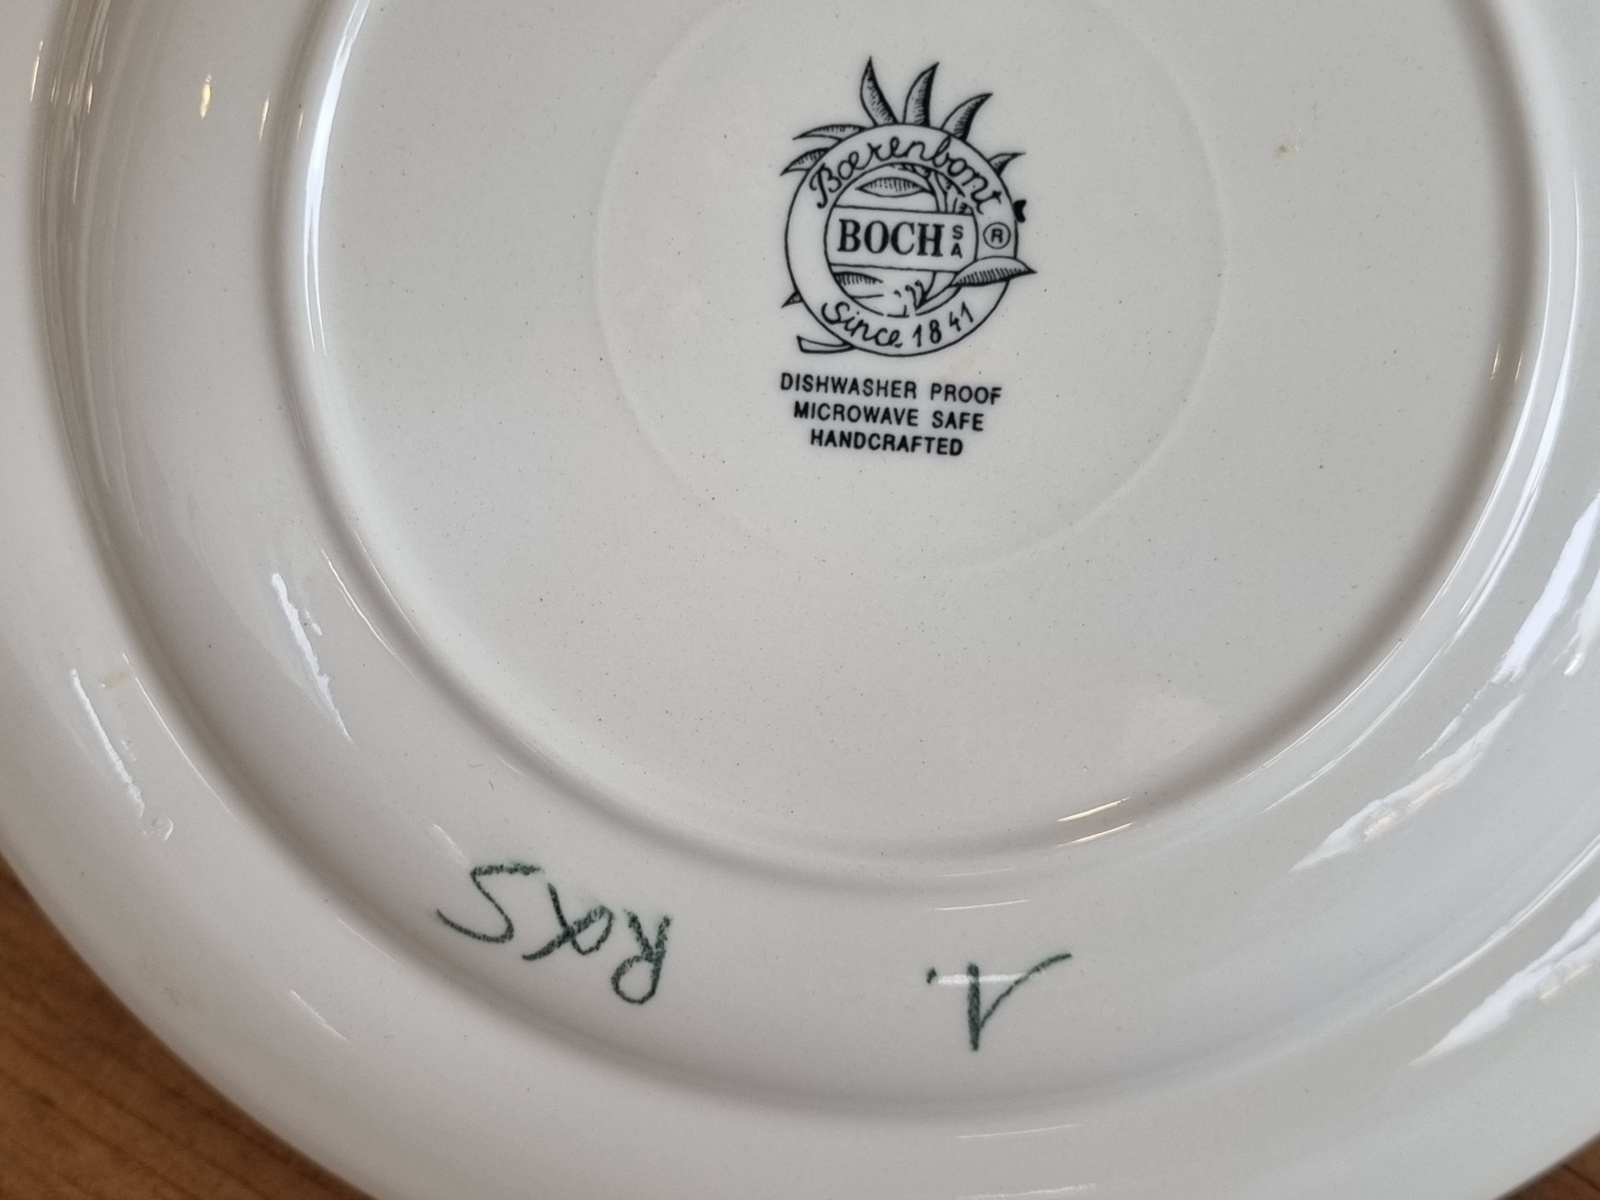 Boerenbont
BOCH SA ®
Since 1841
DISHWASHER PROOF
MICROWAVE SAFE
HANDCRAFTED